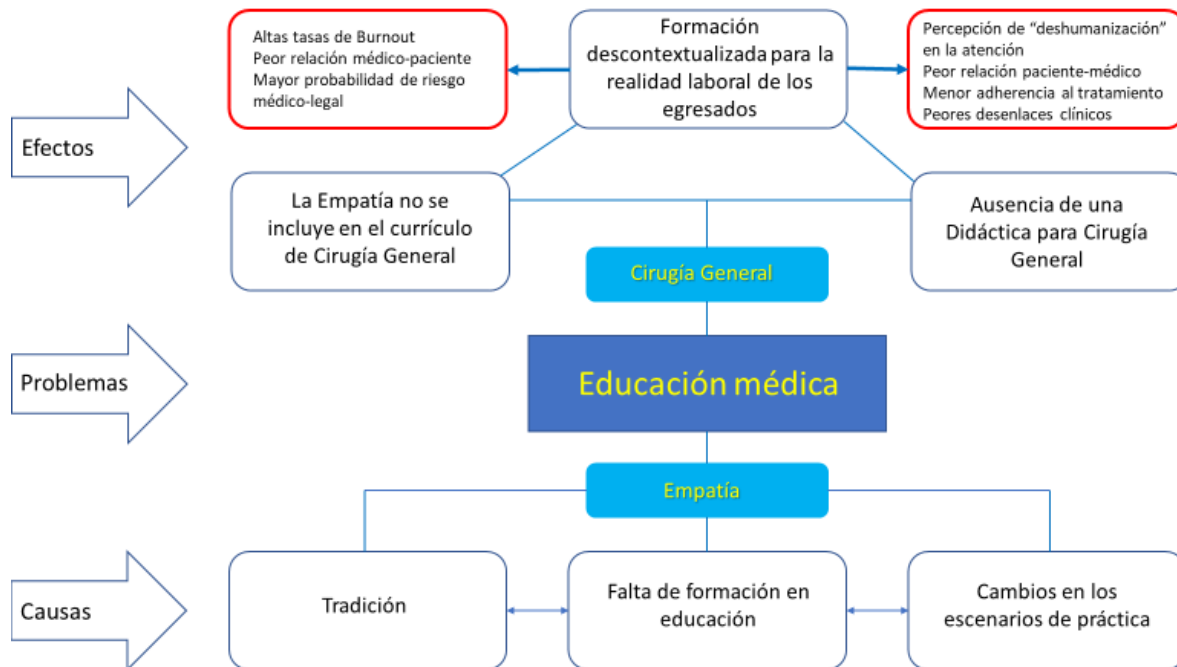 Altas tasas de Burnout
Peor relación médico-paciente
Mayor probabilidad de riesgo
médico-legal
Formación
descontextualizada para la
realidad laboral de los
egresados
Percepción de “deshumanización”
en la atención
Peor relación paciente-médico
Menor adherencia al tratamiento
Peores desenlaces clínicos
Efectos
La Empatía no se
incluye en el currículo
de Cirugía General
Ausencia de una
Didáctica para Cirugía
General
Cirugía General
Problemas
Educación médica
Empatía
Causas
Tradición
Falta de formación en
educación
Cambios en los
escenarios de práctica